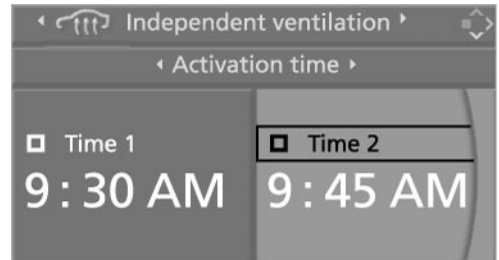 Independent ventilation
Activation time
Time 1
Time 2
9 : 30 AM
9 : 45 AM